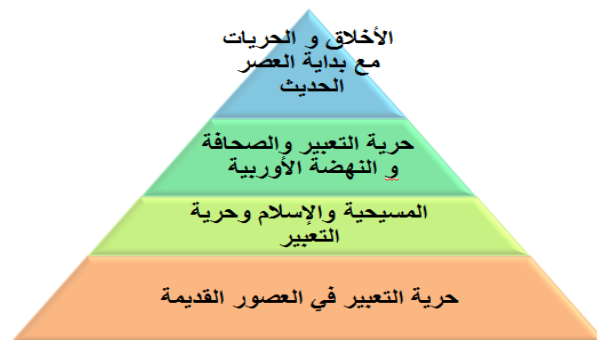 الأخلاق و الحريات
مع بداية العصر
الحديث
حرية التعبير والصحافة
و النهضة الأوربية
المسيحية والإسلام وحرية
التعبير
حرية التعبير في العصور القديمة